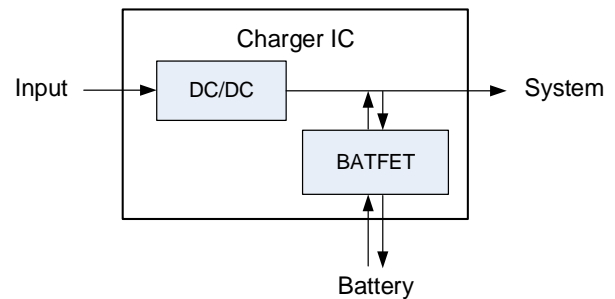 Charger IC
Input
DC/DC
System
BATFET
Battery